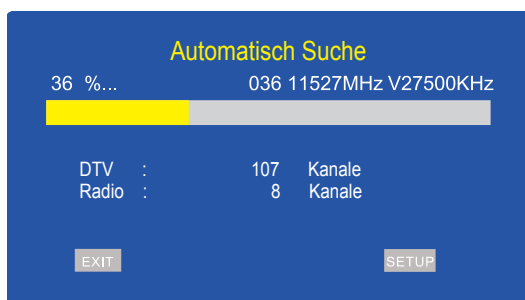 Automatisch Suche
36 %... 036 11527MHz V27500KHz
DTV : 107 Kanale
Radio : 8 Kanale
EXIT SETUP